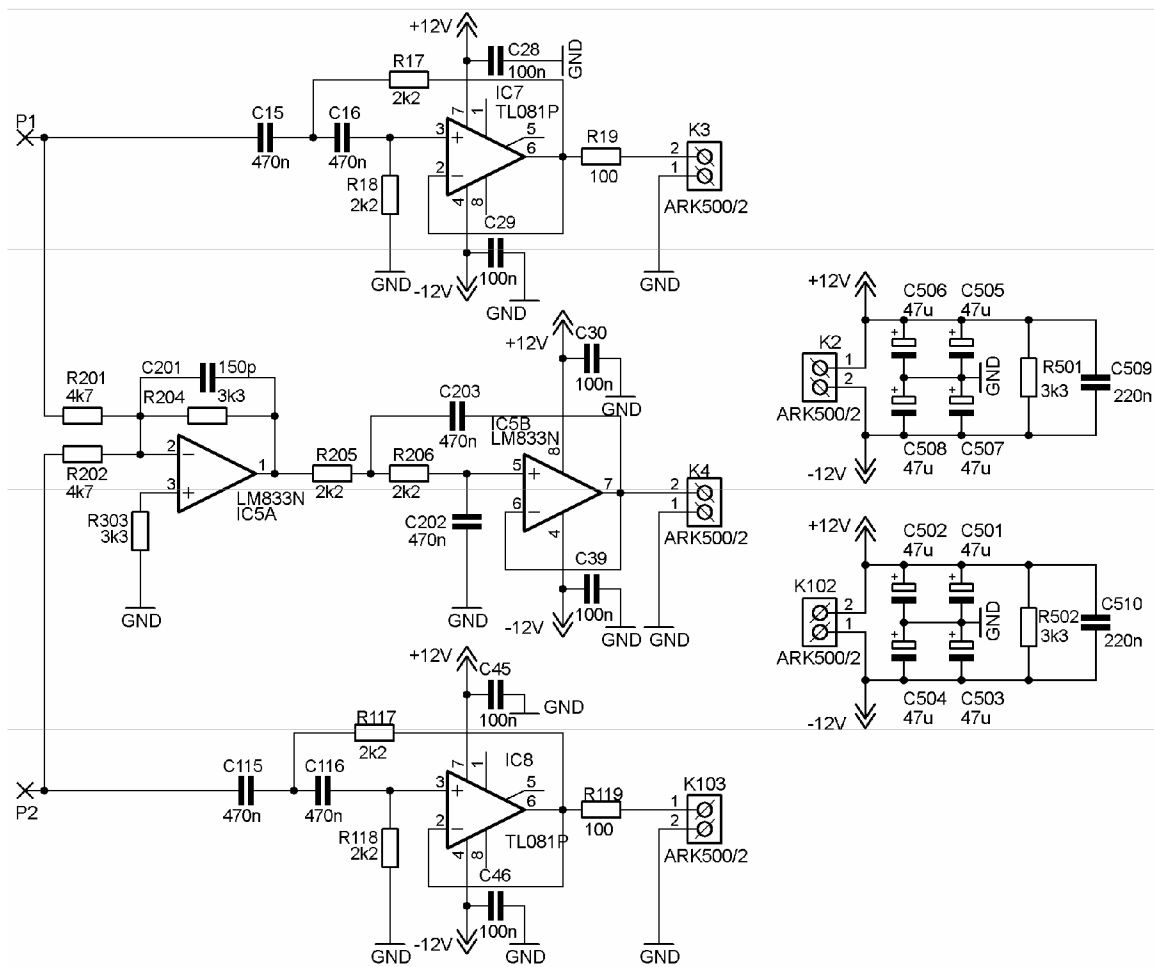 +12V
C28
100n
GND
R17
2k2
IC7
TL081P
7
1
5
P1
C15
470n
C16
470n
3
+
6
2
−
4
8
R18
2k2
R19
100
K3
2
1
ARK500/2
C29
100n
GND
-12V
GND
GND
+12V
C30
100n
GND
C201
150p
R201
4k7
R204
3k3
C203
470n
IC5B
LM833N
8
R202
4k7
2
−
3
+
1
LM833N
IC5A
R303
3k3
GND
R205
2k2
R206
2k2
5
+
6
−
7
4
C202
470n
GND
K4
2
1
ARK500/2
C39
100n
-12V
GND
GND
+12V
C506
47u
C505
47u
+
+
K2
1
2
ARK500/2
GND
R501
3k3
C509
220n
+
+
-12V
C508
47u
C507
47u
+12V
C502
47u
C501
47u
+
+
K102
2
1
ARK500/2
GND
R502
3k3
C510
220n
+
+
-12V
C504
47u
C503
47u
+12V
C45
100n
GND
R117
2k2
IC8
7
1
5
P2
C115
470n
C116
470n
3
+
6
2
−
4
8
TL081P
R118
2k2
R119
100
K103
1
2
ARK500/2
C46
100n
-12V
GND
GND
GND